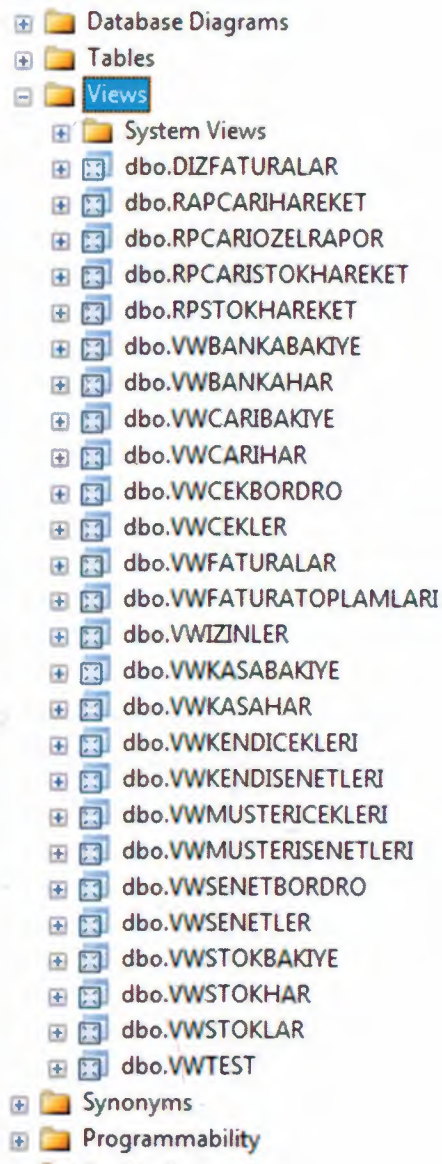 Database Diagrams
Tables
Views
System Views
dbo.DIZFATURALAR
dbo.RAPCARIHAREKET
dbo.RPCARIOZELRAPOR
dbo.RPCARISTOKHAREKET
dbo.RPSTOKHAREKET
dbo.VWBANKABAKIYE
dbo.VWBANKAHAR
dbo.VWCARIBAKIYE
dbo.VWCARIHAR
dbo.VWCEKBORDRO
dbo.VWCEKLER
dbo.VWFATURALAR
dbo.VWFATURATOPLAMLARI
dbo.VWIZINLER
dbo.VWKASABAKIYE
dbo.VWKASAHAR
dbo.VWKENDICEKLERI
dbo.VWKENDISENETLERI
dbo.VWMUSTERICEKLERI
dbo.VWMUSTERISENETLERI
dbo.VWSENETBORDRO
dbo.VWSENETLER
dbo.VWSTOKBAKIYE
dbo.VWSTOKHAR
dbo.VWSTOKLAR
dbo.VWTEST
Synonyms
Programmability